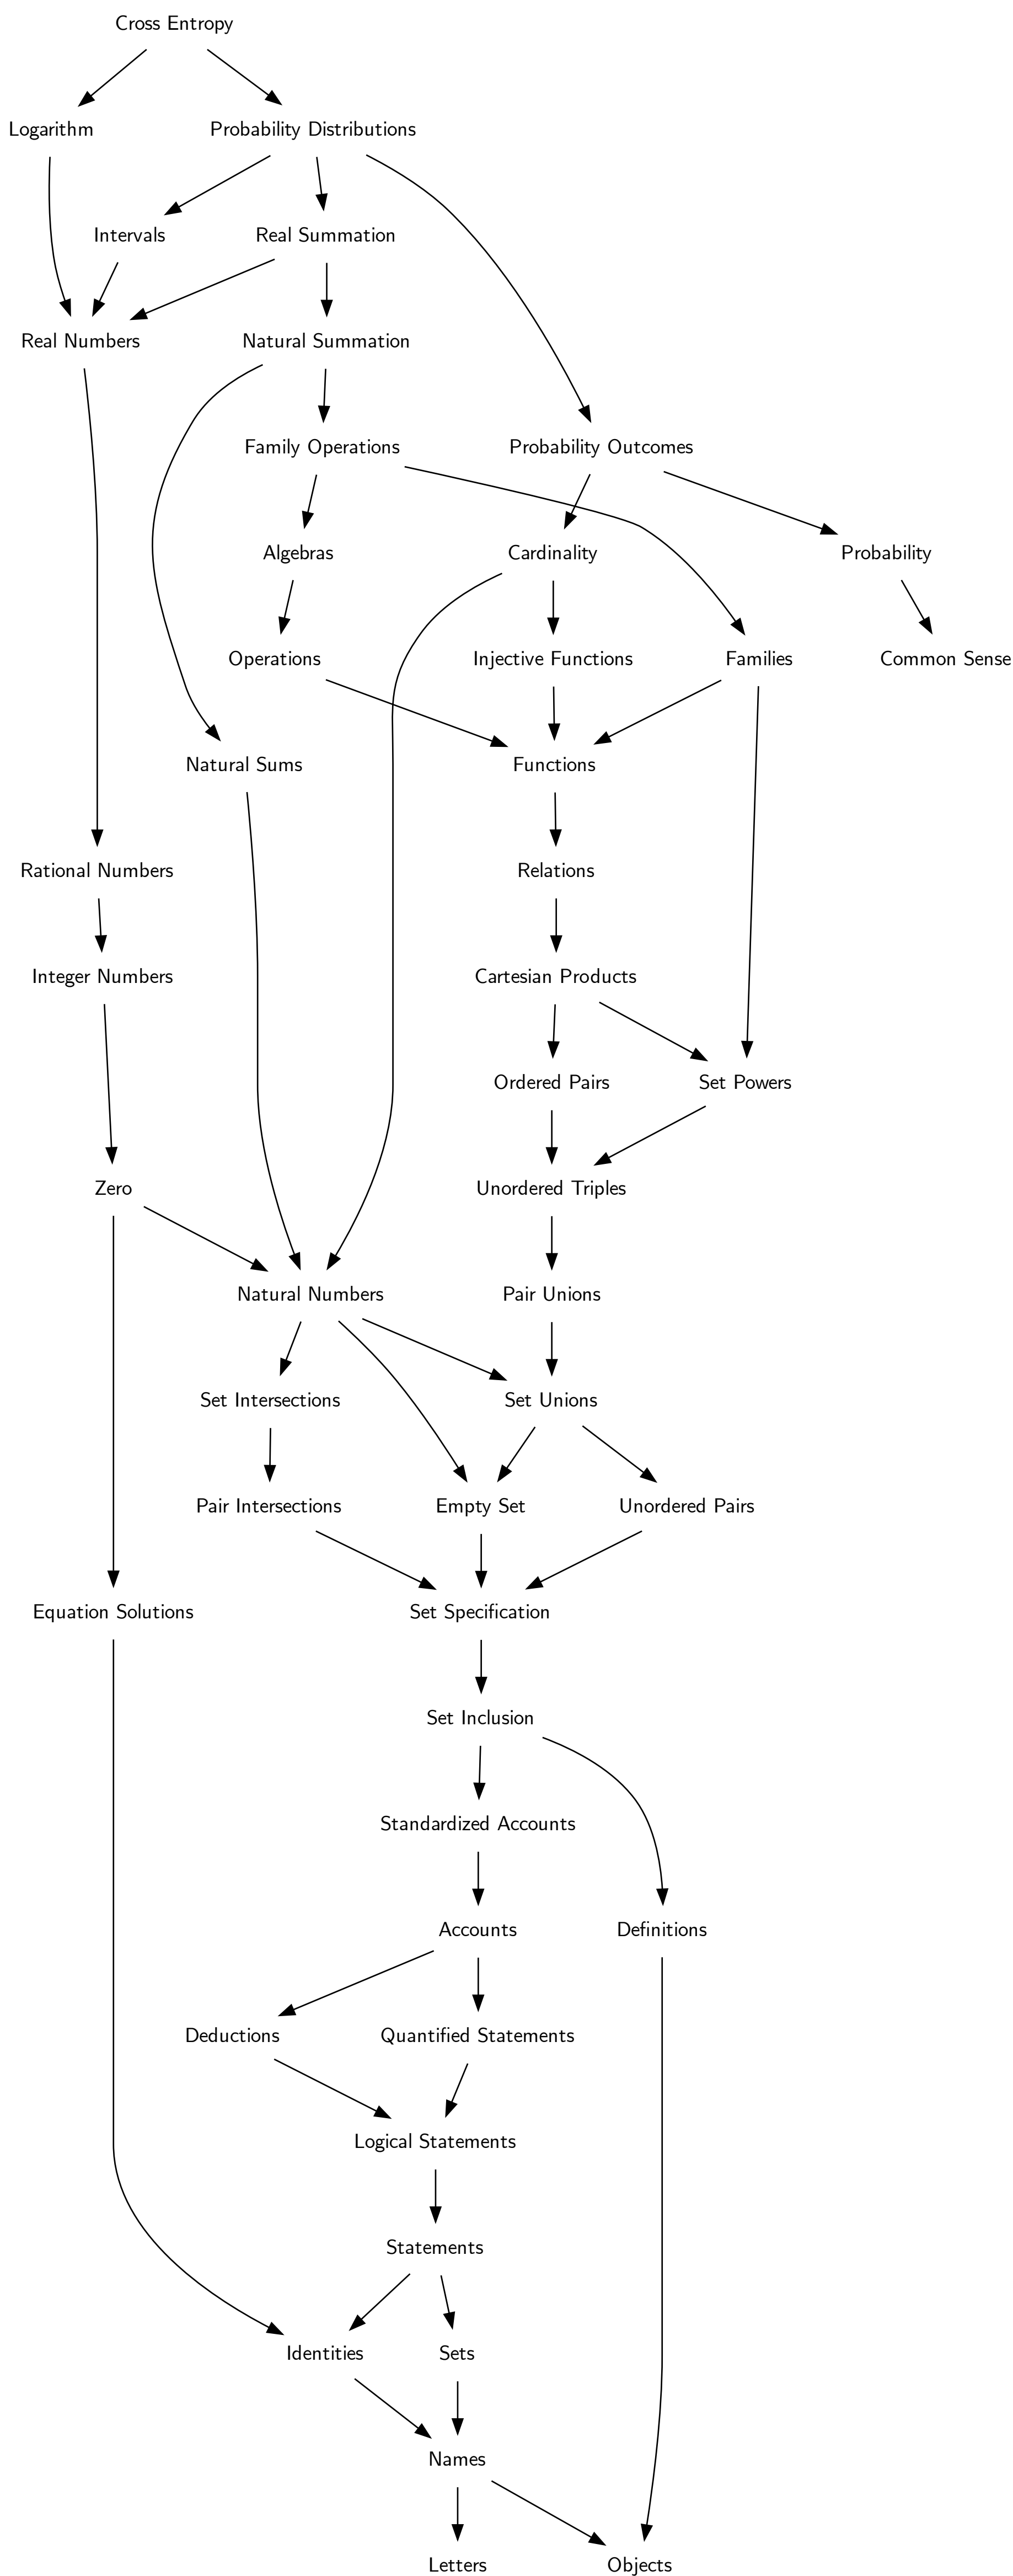 Cross Entropy
Logarithm
Probability Distributions
Intervals
Real Summation
Real Numbers
Natural Summation
Family Operations
Probability Outcomes
Algebras
Cardinality
Probability
Operations
Injective Functions
Families
Common Sense
Natural Sums
Functions
Rational Numbers
Relations
Integer Numbers
Cartesian Products
Ordered Pairs
Set Powers
Zero
Unordered Triples
Natural Numbers
Pair Unions
Set Intersections
Set Unions
Pair Intersections
Empty Set
Unordered Pairs
Equation Solutions
Set Specification
Set Inclusion
Standardized Accounts
Accounts
Definitions
Deductions
Quantified Statements
Logical Statements
Statements
Identities
Sets
Names
Letters
Objects